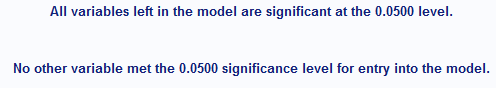 All variables left in the model are significant at the 0.0500 level.
No other variable met the 0.0500 significance level for entry into the model.